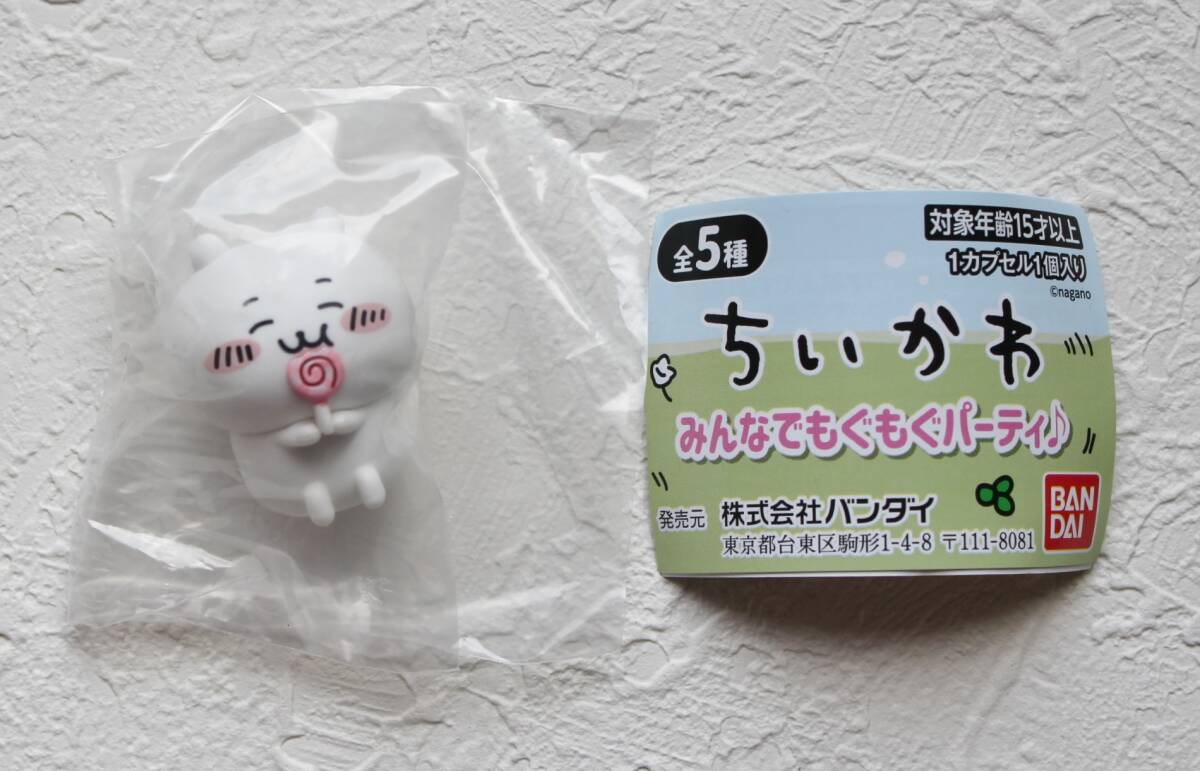 全5種
対象年齢15才以上
1カプセル1個入り
©nagano
ちいかわ
みんなでもぐもぐパーティ♪
発売元 株式会社バンダイ
東京都台東区駒形1-4-8 〒111-8081
BAN
DAI